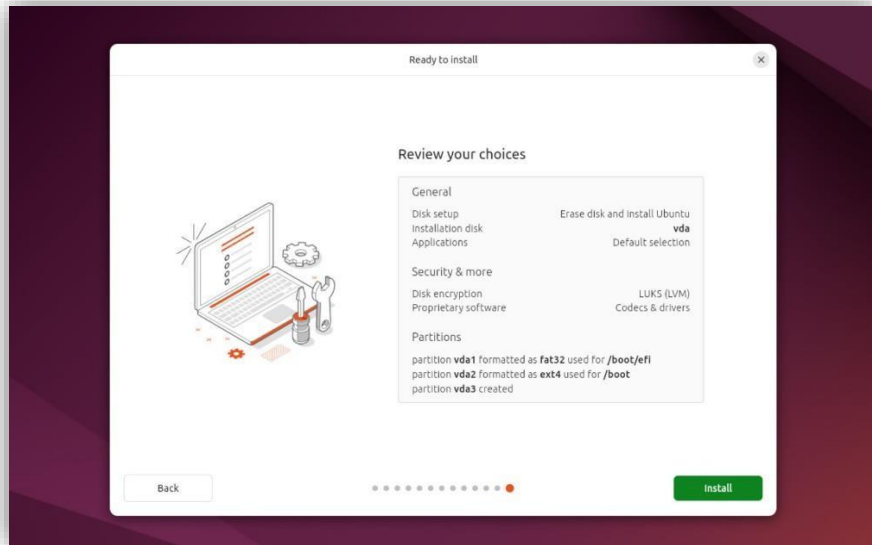 Ready to install
Review your choices
General
Disk setup Erase disk and install Ubuntu
Installation disk vda
Applications Default selection
Security & more
Disk encryption LUKS (LVM)
Proprietary software Codecs & drivers
Partitions
partition vda1 formatted as fat32 used for /boot/efi
partition vda2 formatted as ext4 used for /boot
partition vda3 created
Back Install